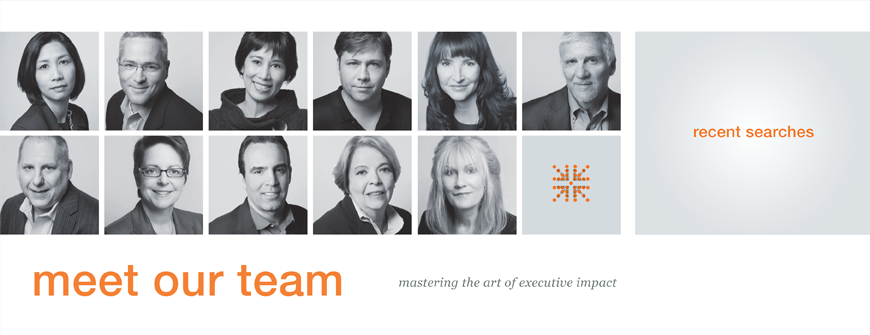 recent searches
meet our team
mastering the art of executive impact